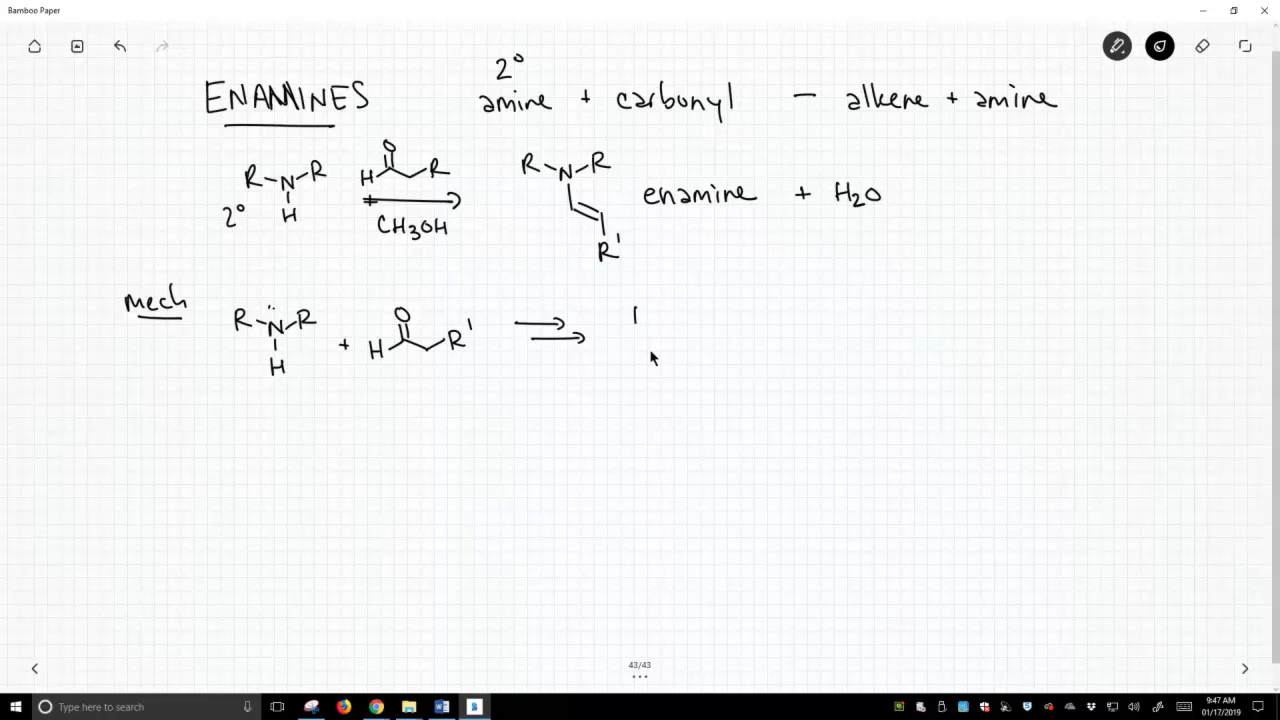 Bamboo Paper
2°
ENAMINES amine + carbonyl - alkene + amine
O
R N R H R R N R
2° H CH3OH enamine + H2O
R'
mech
R N R + H O R'
H
43/43
Type here to search
9:47 AM
01/17/2019